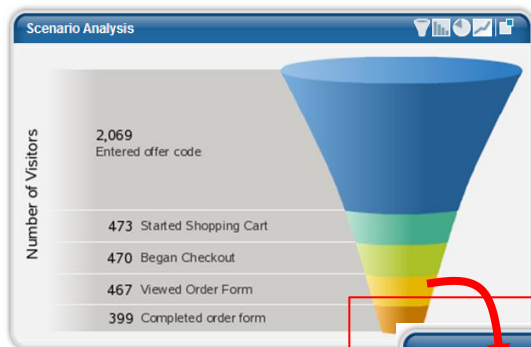 Scenario Analysis
Number of Visitors
2,069
Entered offer code
473 Started Shopping Cart
470 Began Checkout
467 Viewed Order Form
399 Completed order form